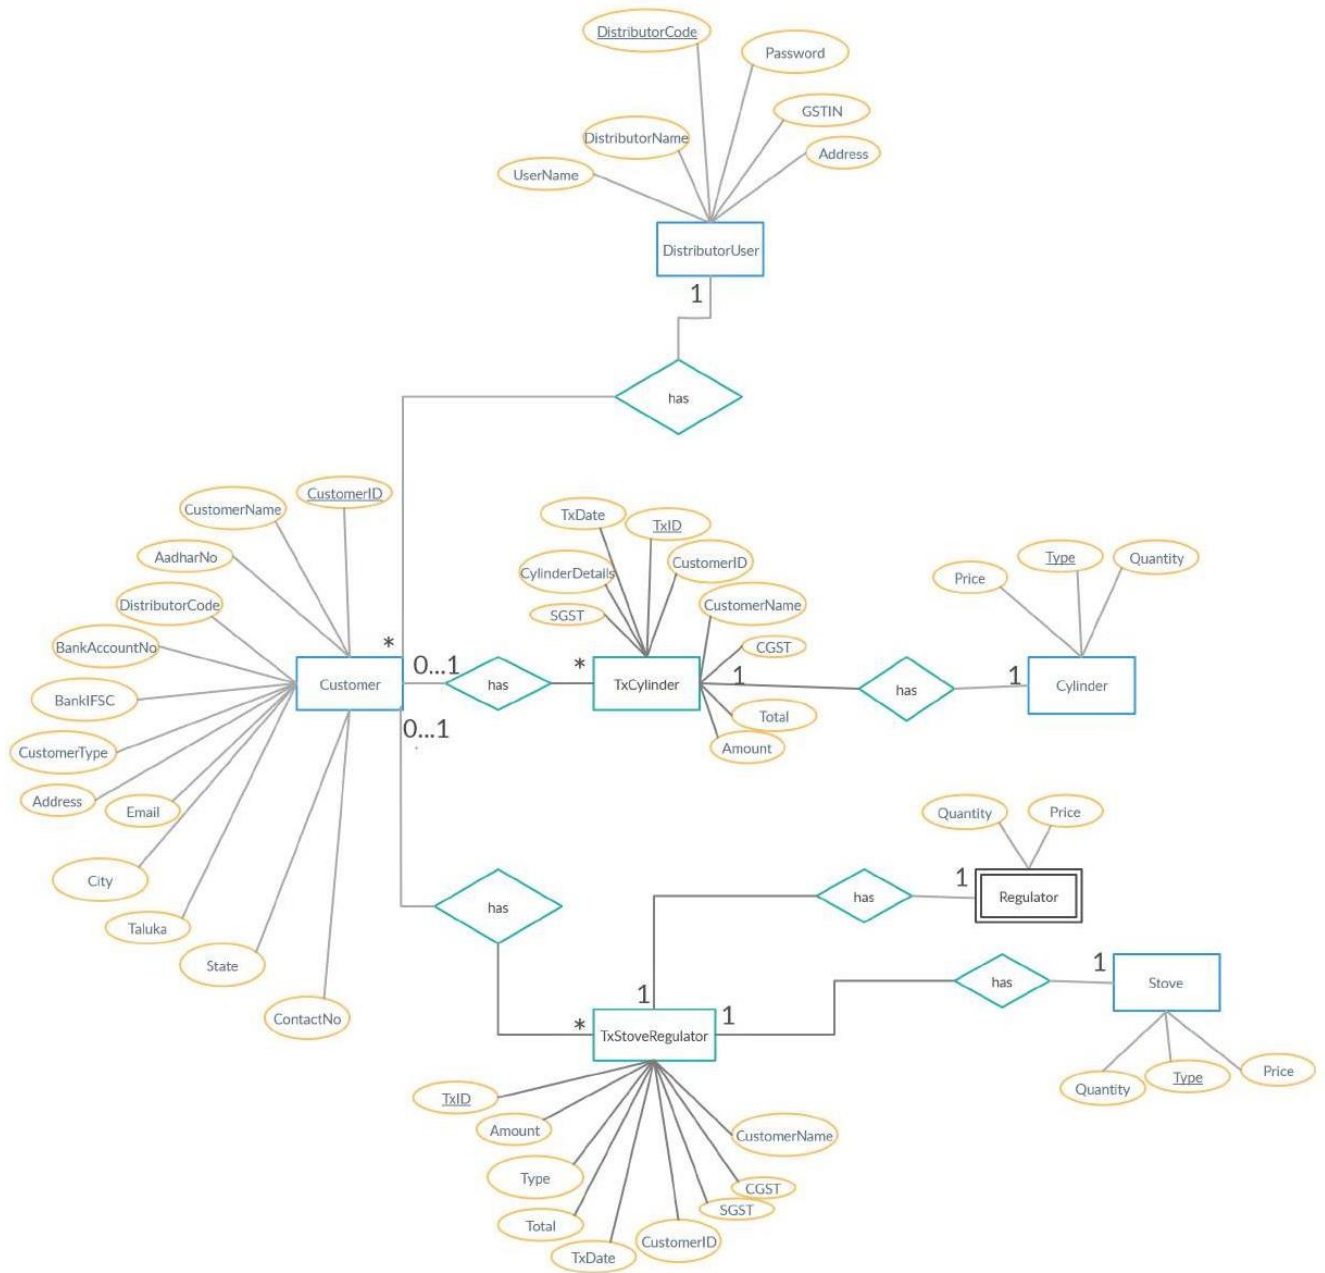 DistributorCode
Password
GSTIN
DistributorName
Address
UserName
DistributorUser
1
has
CustomerID
CustomerName
AadharNo
DistributorCode
BankAccountNo
BankIFSC
CustomerType
Address
Email
City
Taluka
State
ContactNo
*
Customer
0...1
0...1
has
*
TxDate
TxID
CylinderDetails
CustomerID
SGST
CustomerName
CGST
TxCylinder
1
Total
Amount
has
1
Price
Type
Quantity
Cylinder
Quantity
Price
has
1
Regulator
has
1
*
TxStoveRegulator
1
has
1
Stove
Quantity
Type
Price
TxID
Amount
Type
Total
TxDate
CustomerID
SGST
CGST
CustomerName